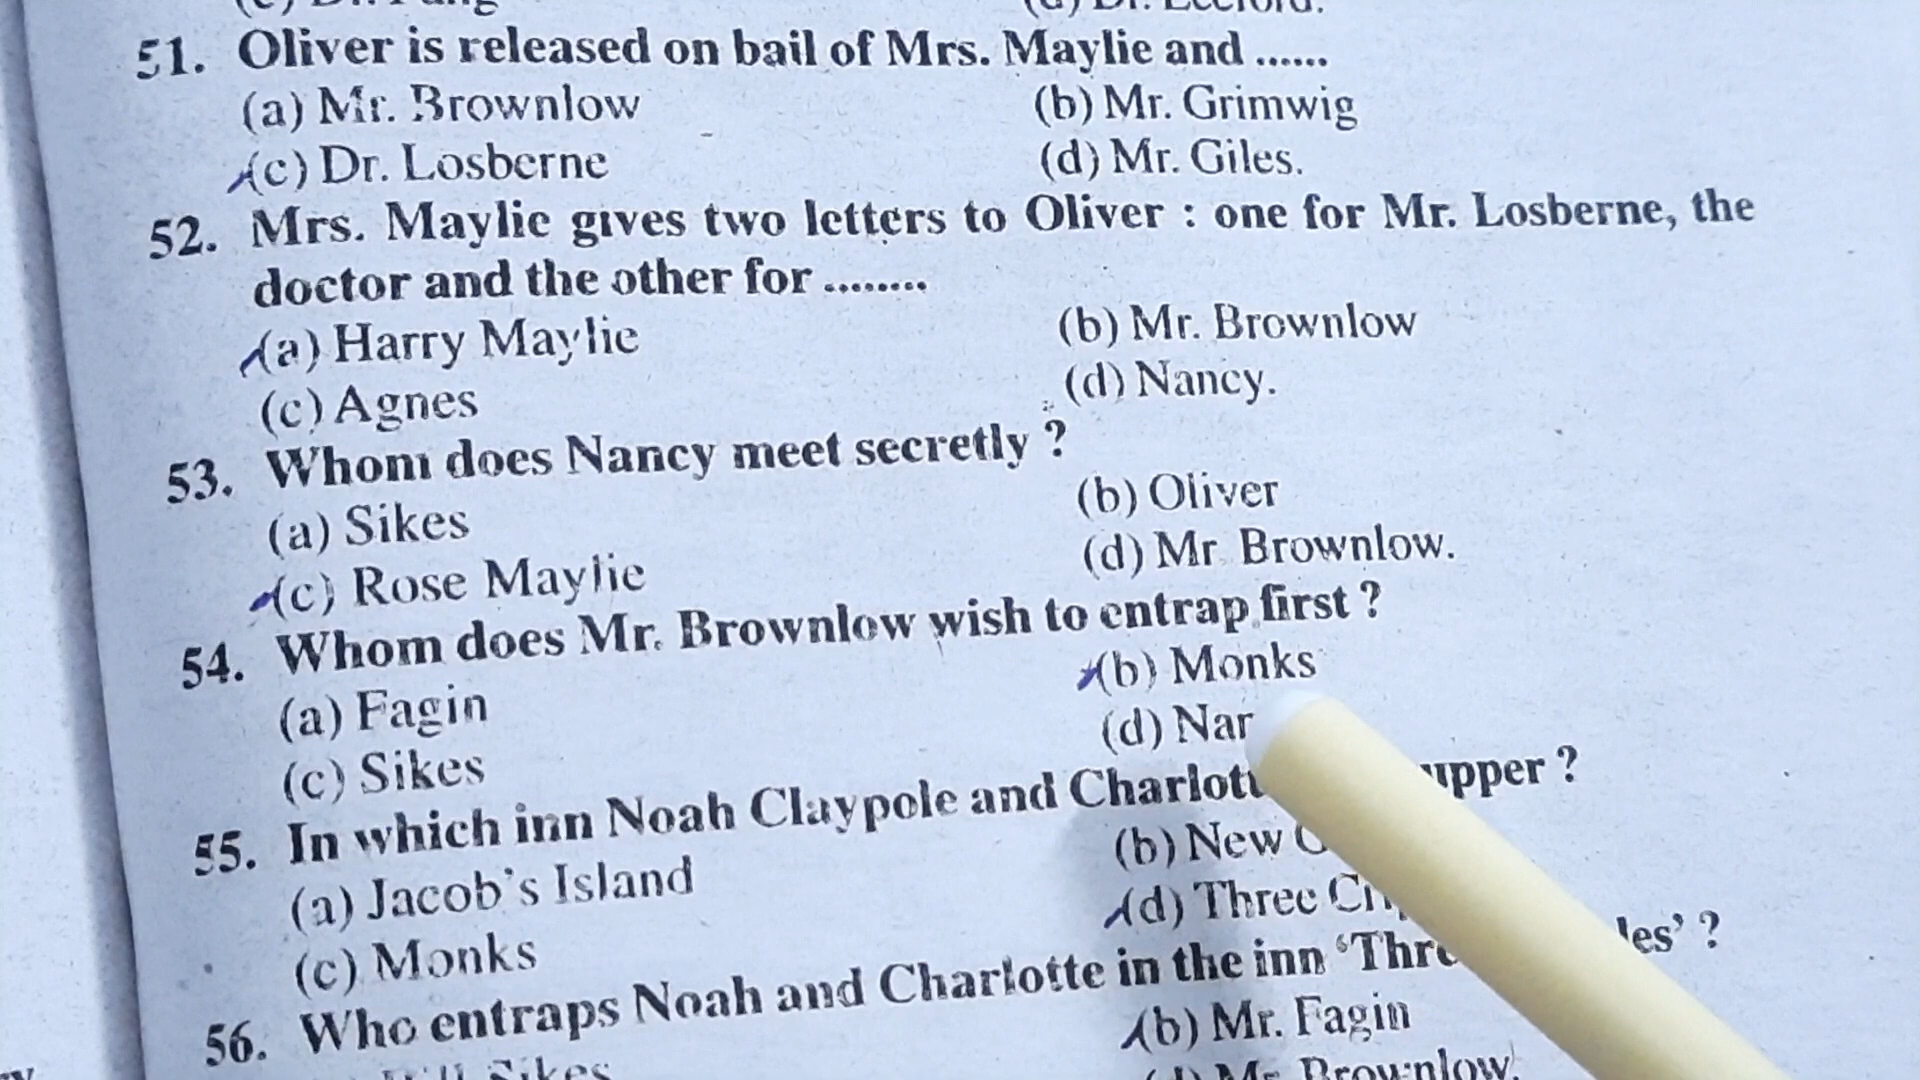 51. Oliver is released on bail of Mrs. Maylie and ......
(a) Mr. Brownlow (b) Mr. Grimwig
(c) Dr. Losberne (d) Mr. Giles.
52. Mrs. Maylie gives two letters to Oliver : one for Mr. Losberne, the
doctor and the other for ........
(a) Harry Maylie (b) Mr. Brownlow
(c) Agnes (d) Nancy.
53. Whom does Nancy meet secretly ?
(a) Sikes (b) Oliver
(c) Rose Maylie (d) Mr. Brownlow.
54. Whom does Mr. Brownlow wish to entrap first ?
(a) Fagin (b) Monks
(c) Sikes (d)
55. In which inn Noah Claypole and ?
(a) Jacob's Island (b) New
(c) Monks (d) Three
56. Who entraps Noah and Charlotte in the inn ' ' ?
(b) Mr. Fagin
Sikes Brownlow.